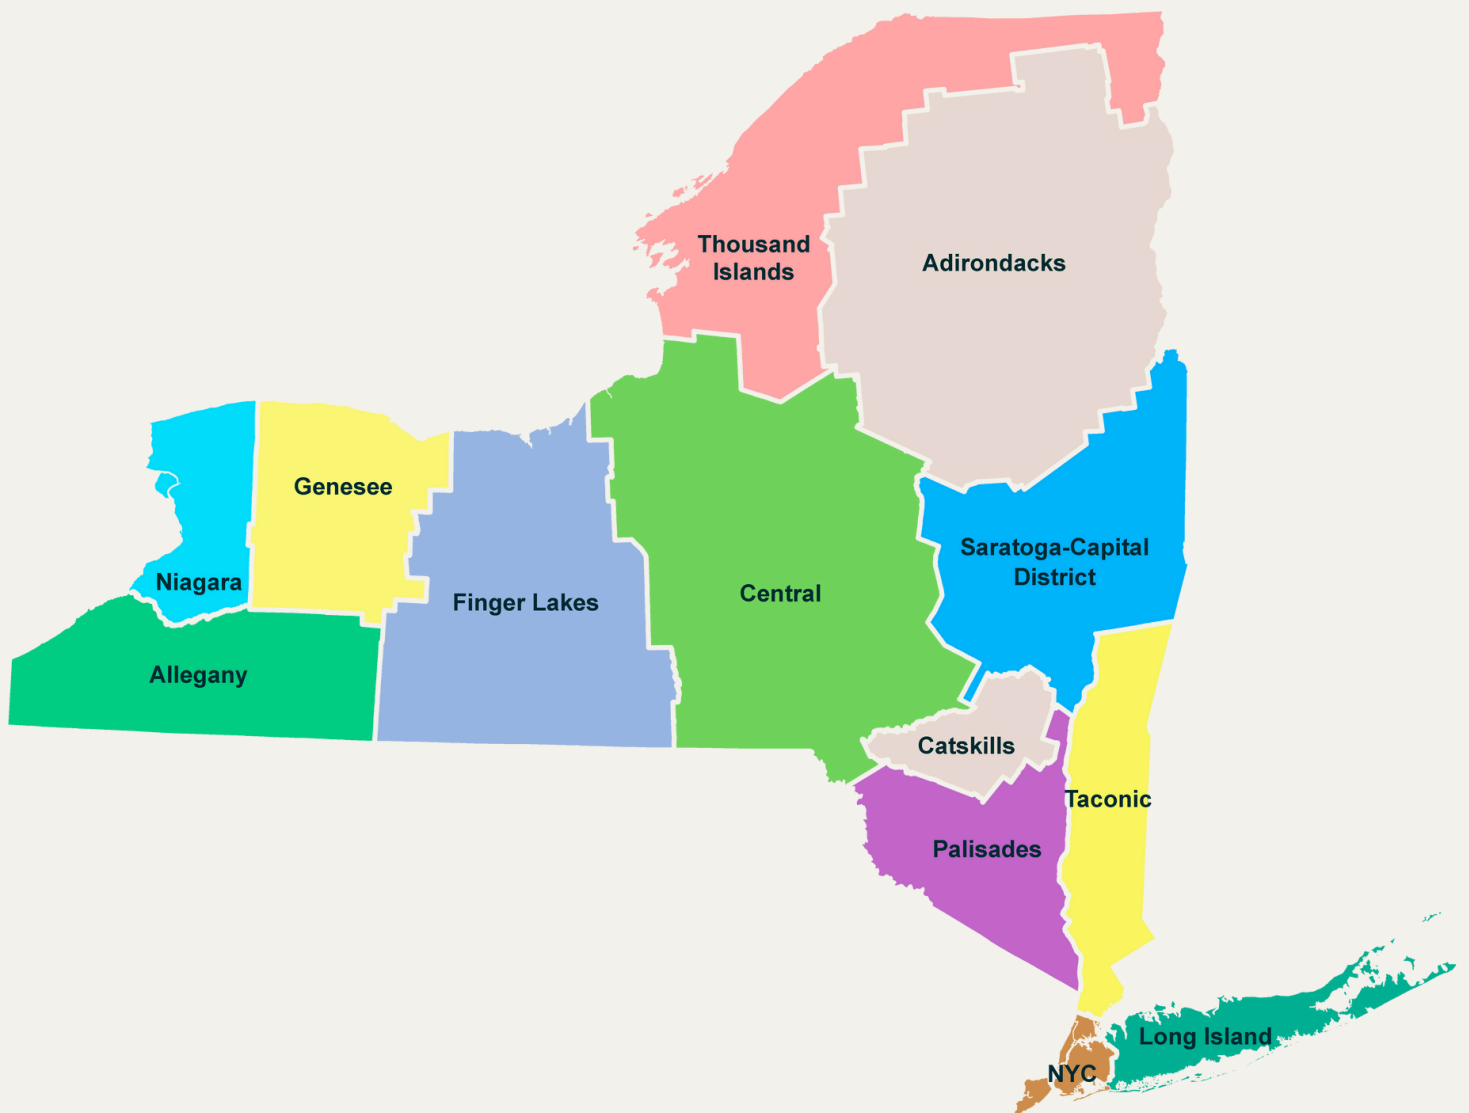 Thousand
Islands
Adirondacks
Genesee
Saratoga-Capital
District
Niagara
Finger Lakes
Central
Allegany
Catskills
Taconic
Palisades
Long Island
NYC